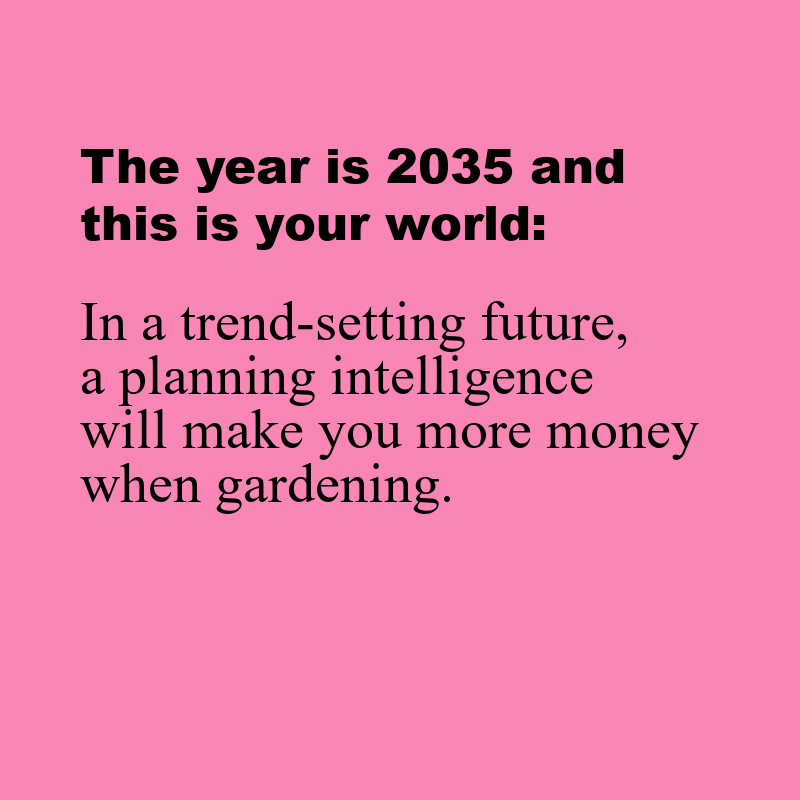 The year is 2035 and
this is your world:
In a trend-setting future,
a planning intelligence
will make you more money
when gardening.